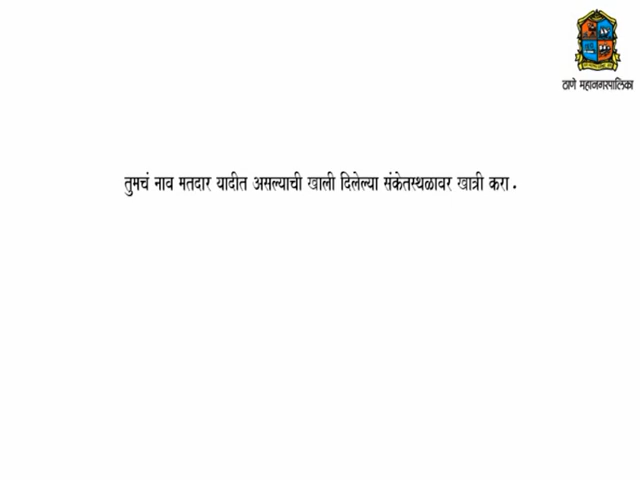 ठाणे महानगरपालिका
तुमचं नाव मतदार यादीत असल्याची खाली दिलेल्या संकेतस्थळावर खात्री करा.